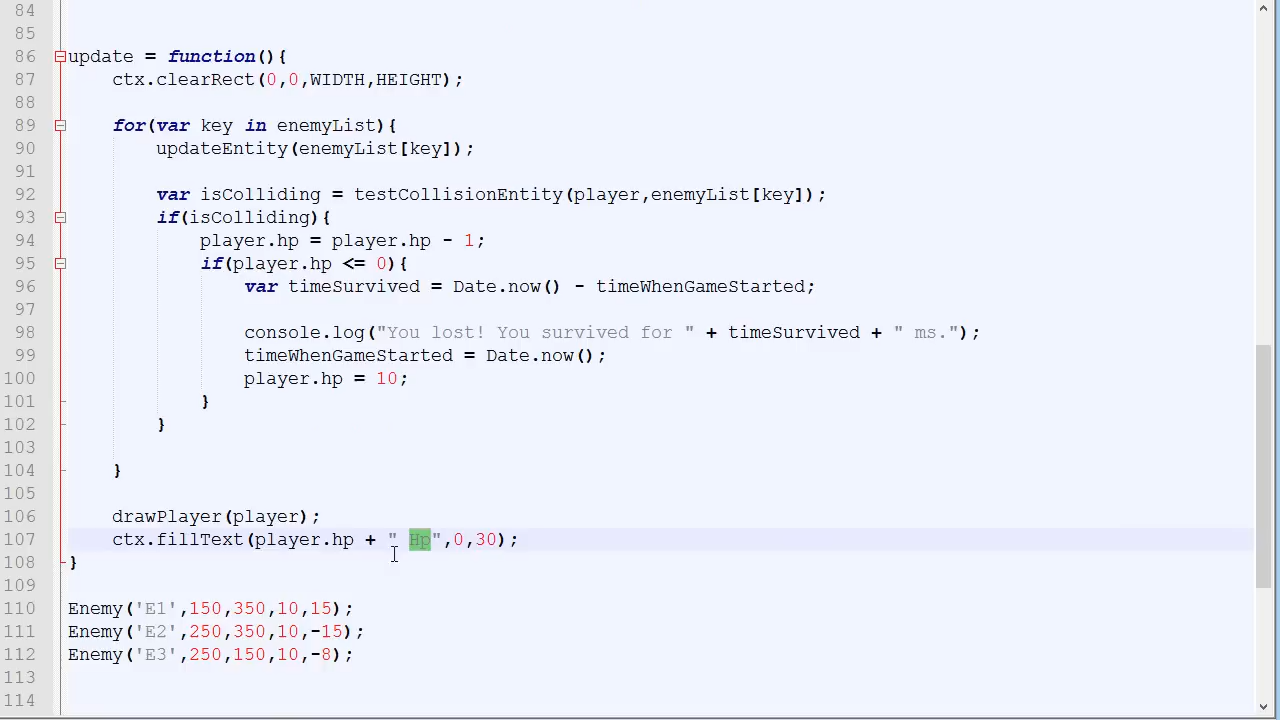 84
85
86 update = function(){
87 ctx.clearRect(0,0,WIDTH,HEIGHT);
88
89 for(var key in enemyList){
90 updateEntity(enemyList[key]);
91
92 var isColliding = testCollisionEntity(player,enemyList[key]);
93 if(isColliding){
94 player.hp = player.hp - 1;
95 if(player.hp <= 0){
96 var timeSurvived = Date.now() - timeWhenGameStarted;
97
98 console.log("You lost! You survived for " + timeSurvived + " ms.");
99 timeWhenGameStarted = Date.now();
100 player.hp = 10;
101 }
102 }
103
104 }
105
106 drawPlayer(player);
107 ctx.fillText(player.hp + " Hp",0,30);
108 }
109
110 Enemy('E1',150,350,10,15);
111 Enemy('E2',250,350,10,-15);
112 Enemy('E3',250,150,10,-8);
113
114